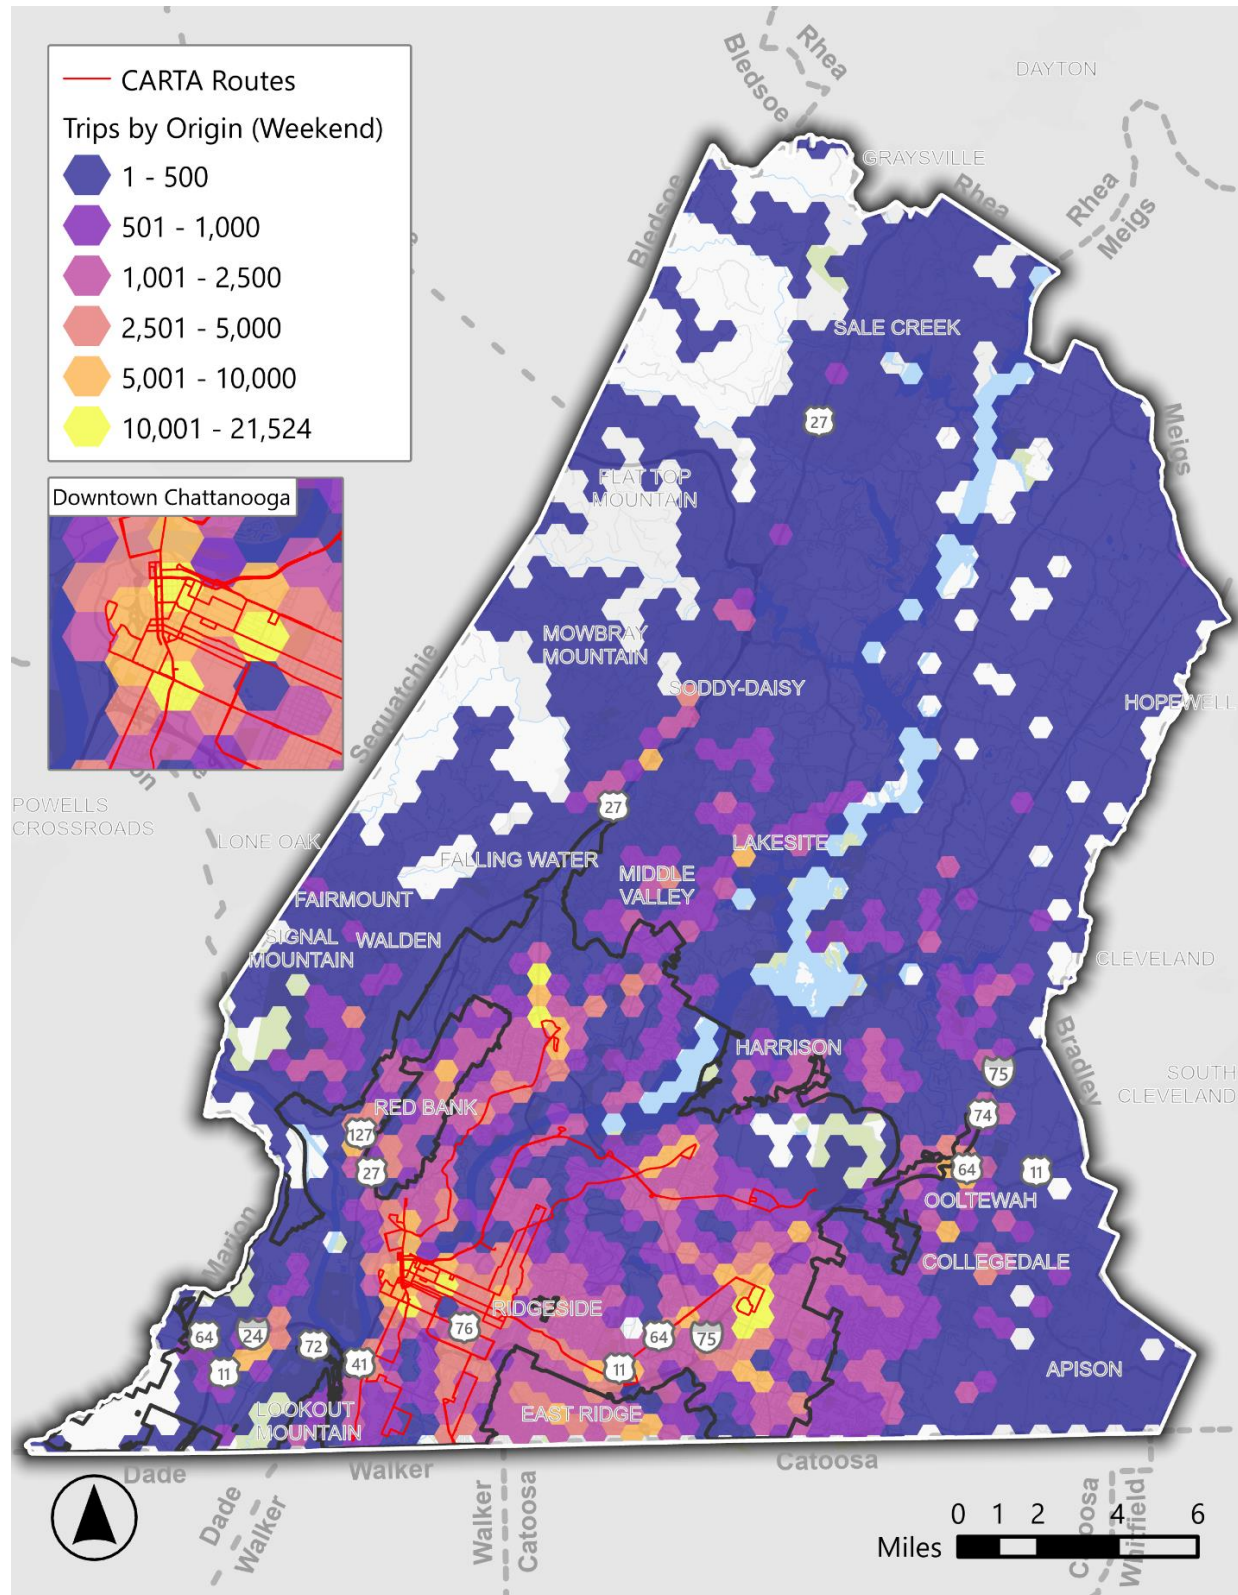 CARTA Routes
Trips by Origin (Weekend)
1 - 500
501 - 1,000
1,001 - 2,500
2,501 - 5,000
5,001 - 10,000
10,001 - 21,524
Downtown Chattanooga
Rhea
Bledsoe
DAYTON
GRAYSVILLE
Rhea
Rhea
Meigs
Bledsoe
SALE CREEK
27
Meigs
FLAT TOP
MOUNTAIN
MOWBRAY
MOUNTAIN
SODDY-DAISY
HOPEWELL
Sequatchie
POWELLS
CROSSROADS
LONE OAK
27
FALLING WATER
LAKESITE
MIDDLE
VALLEY
FAIRMOUNT
SIGNAL
MOUNTAIN
WALDEN
CLEVELAND
HARRISON
Bradley
75
SOUTH
CLEVELAND
RED BANK
74
127
27
64
11
OOLTEWAH
Marion
COLLEGEDALE
RIDGESIDE
64
24
72
76
64
75
11
41
11
APISON
LOOKOUT
MOUNTAIN
EAST RIDGE
Dade
Walker
Catoosa
Dade
Walker
Walker
Catoosa
Whitfield
0 1 2 4 6
Miles